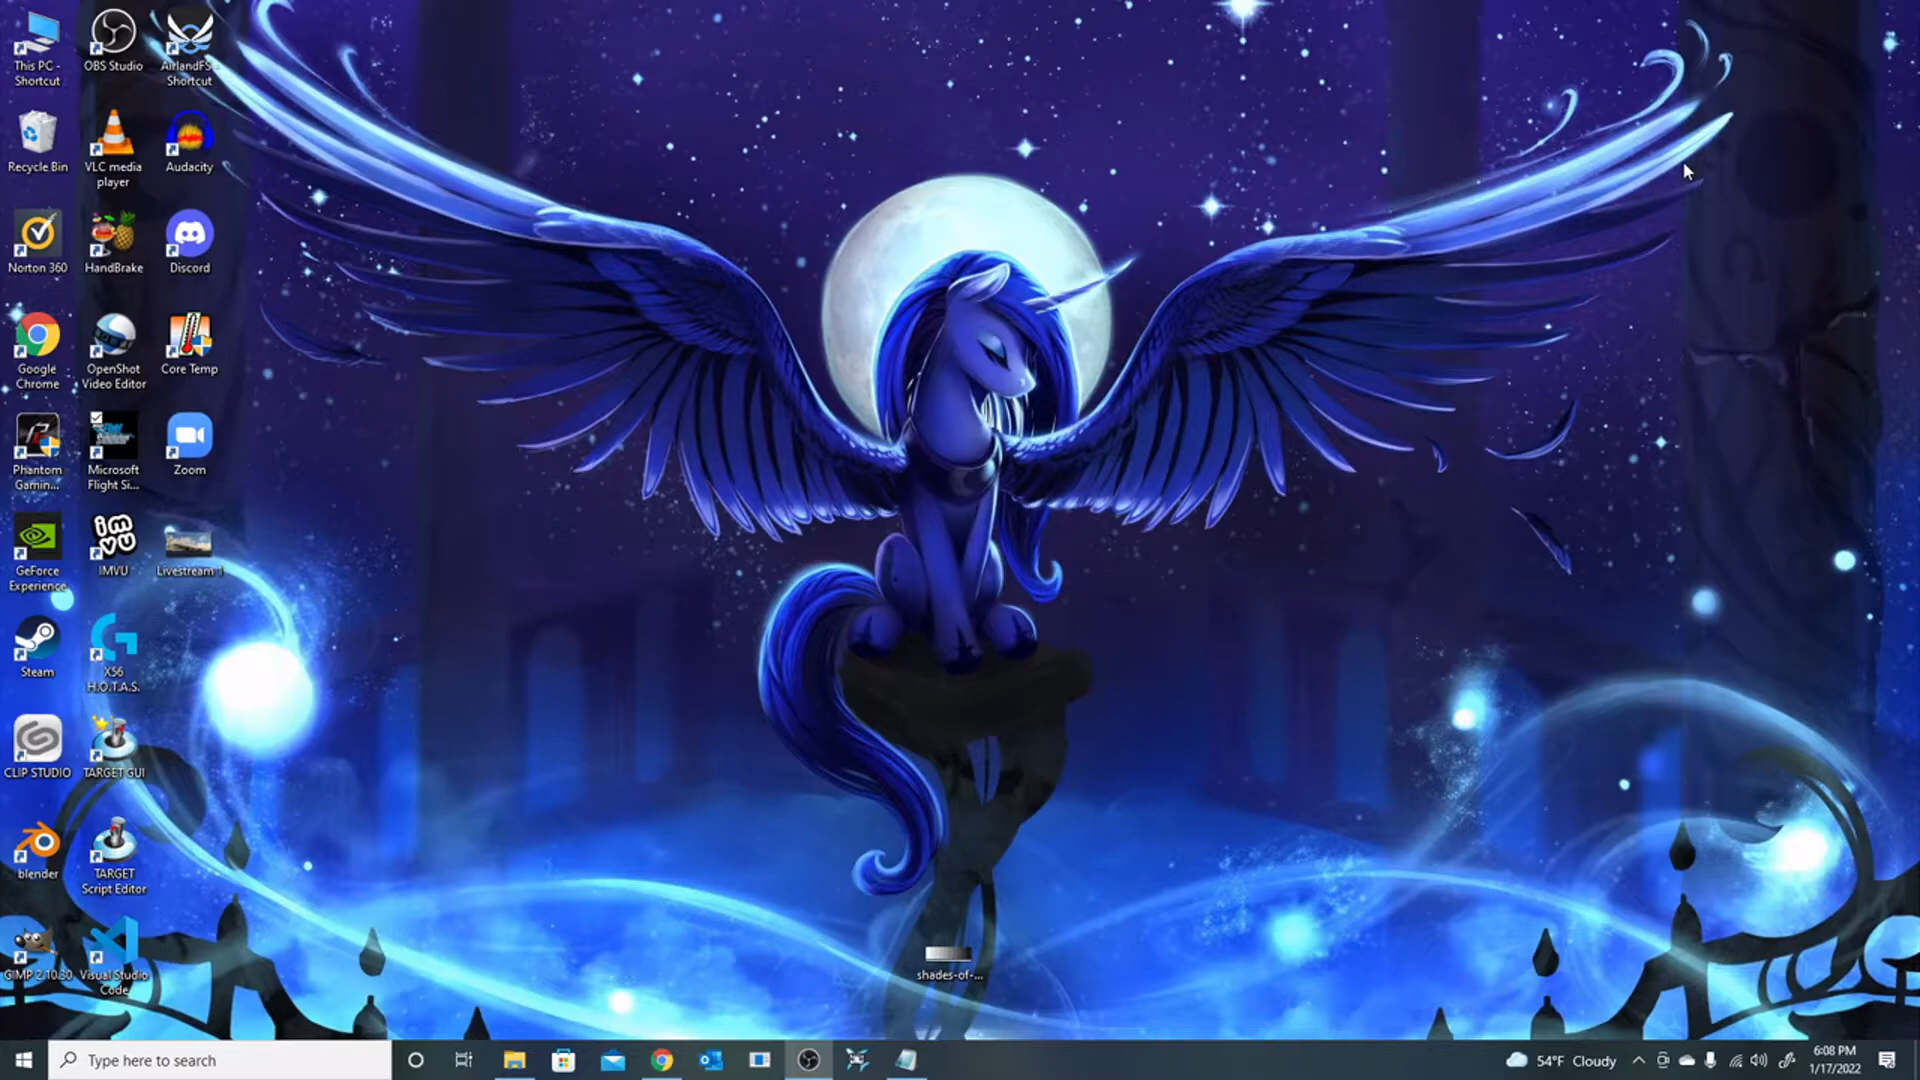 This PC -
Shortcut
OBS Studio
AirlandFS -
Shortcut
Recycle Bin
VLC media
player
Audacity
Norton 360
HandBrake
Discord
Google
Chrome
OpenShot
Video Editor
Core Temp
Phantom
Gamin...
Microsoft
Flight Si...
Zoom
GeForce
Experience
IMVU
Livestream 1
Steam
X56
H.O.T.A.S.
CLIP STUDIO
TARGET GUI
blender
TARGET
Script Editor
GIMP 2.10.30
Visual Studio
Code
shades-of-...
Type here to search
54°F Cloudy
6:08 PM
1/17/2022